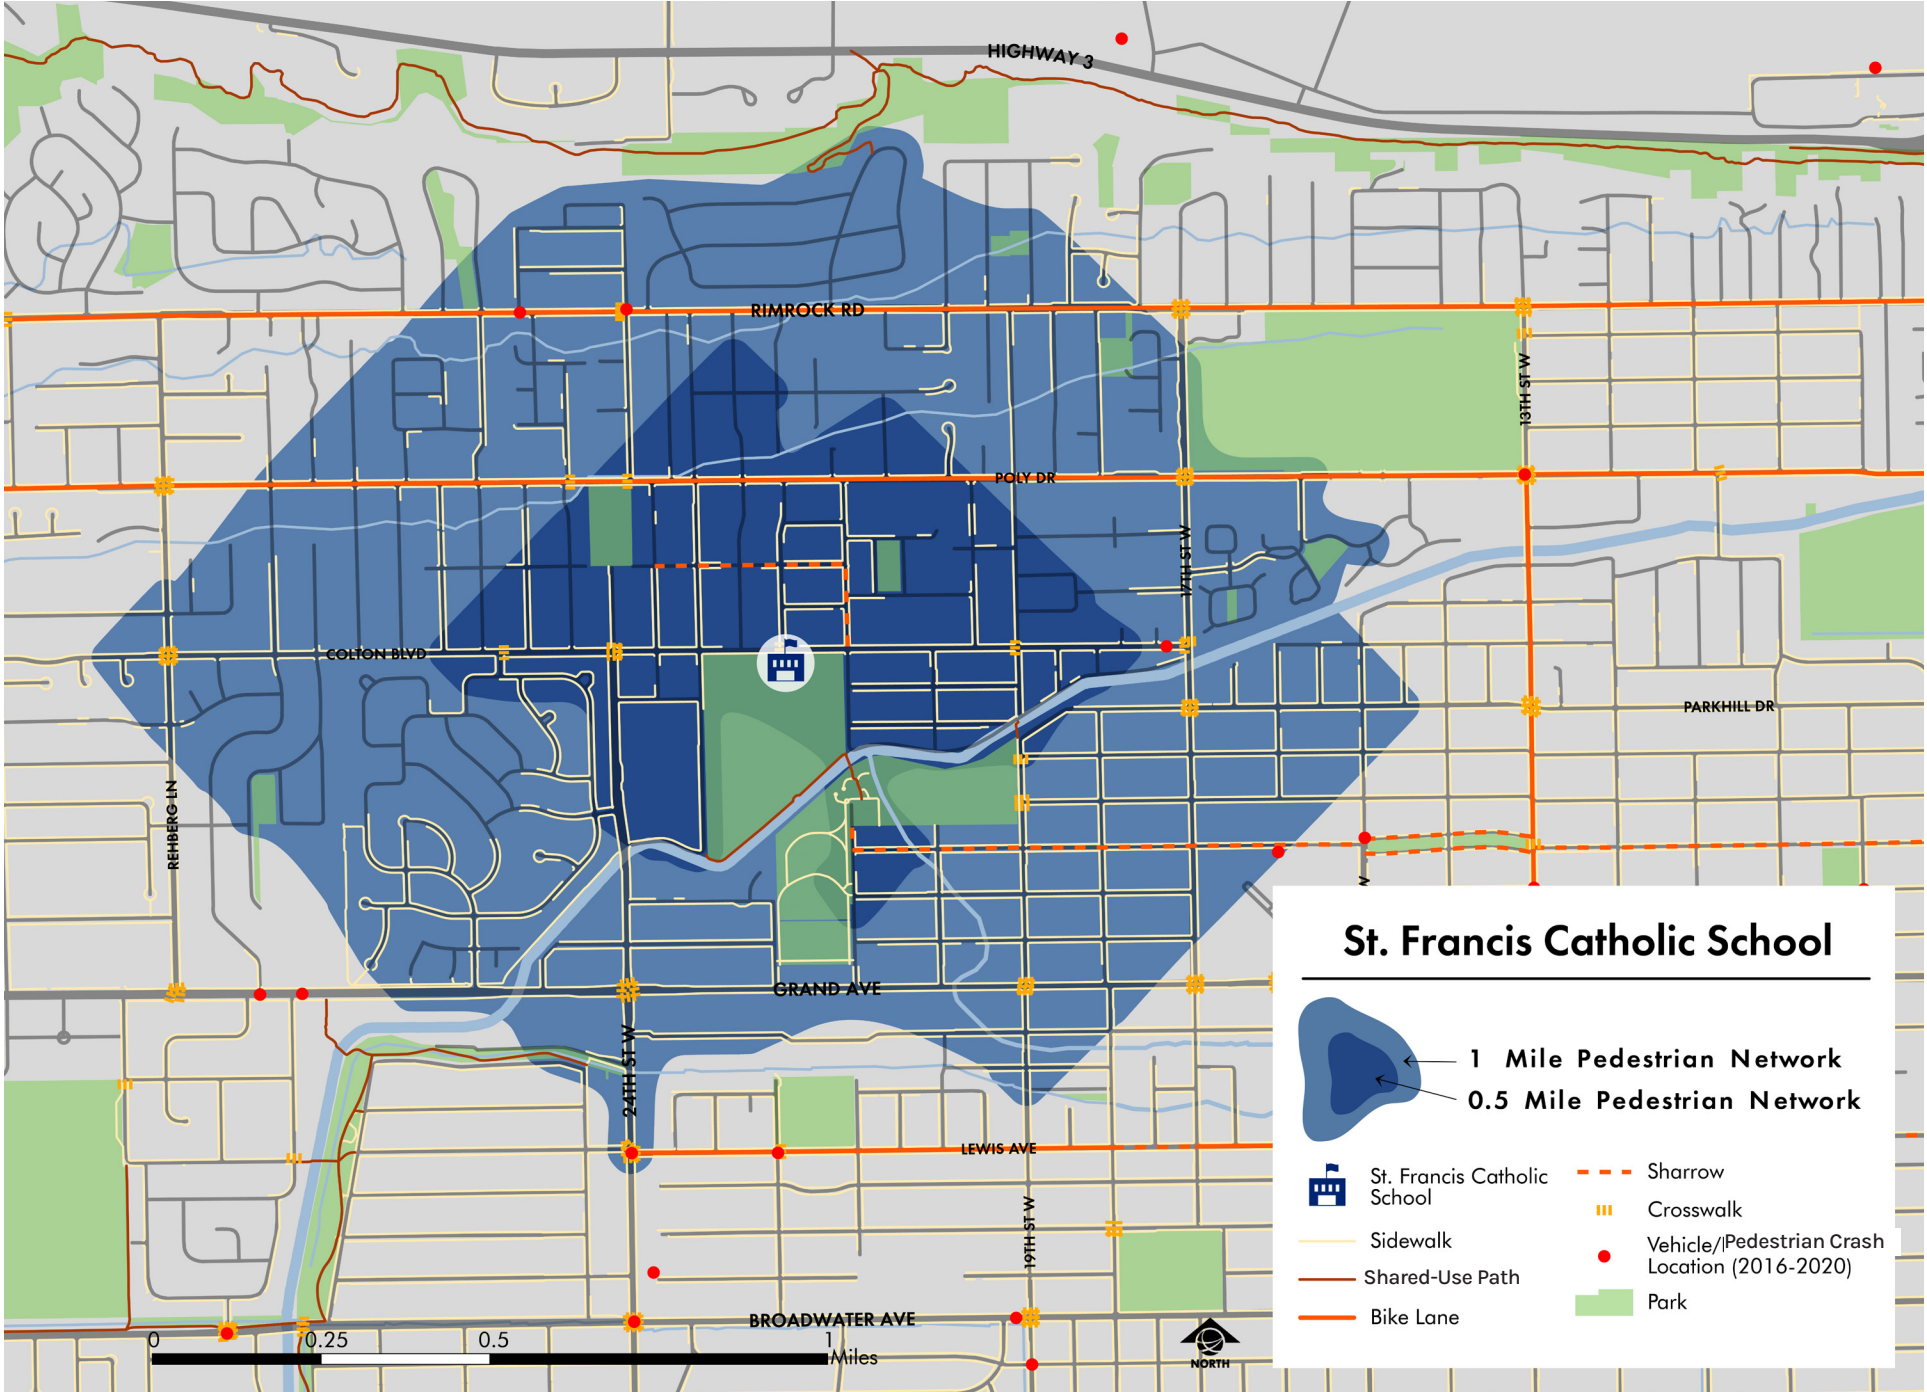 HIGHWAY 3
RIMROCK RD
13TH ST W
POLY DR
17TH ST W
COLTON BLVD
PARKHILL DR
REHBERG LN
W
GRAND AVE
24TH ST W
LEWIS AVE
19TH ST W
BROADWATER AVE
0 0.25 0.5 1
Miles
NORTH
St. Francis Catholic School
1 Mile Pedestrian Network
0.5 Mile Pedestrian Network
St. Francis Catholic
School
Sidewalk
Shared-Use Path
Bike Lane
Sharrow
Crosswalk
Vehicle/Pedestrian Crash
Location (2016-2020)
Park